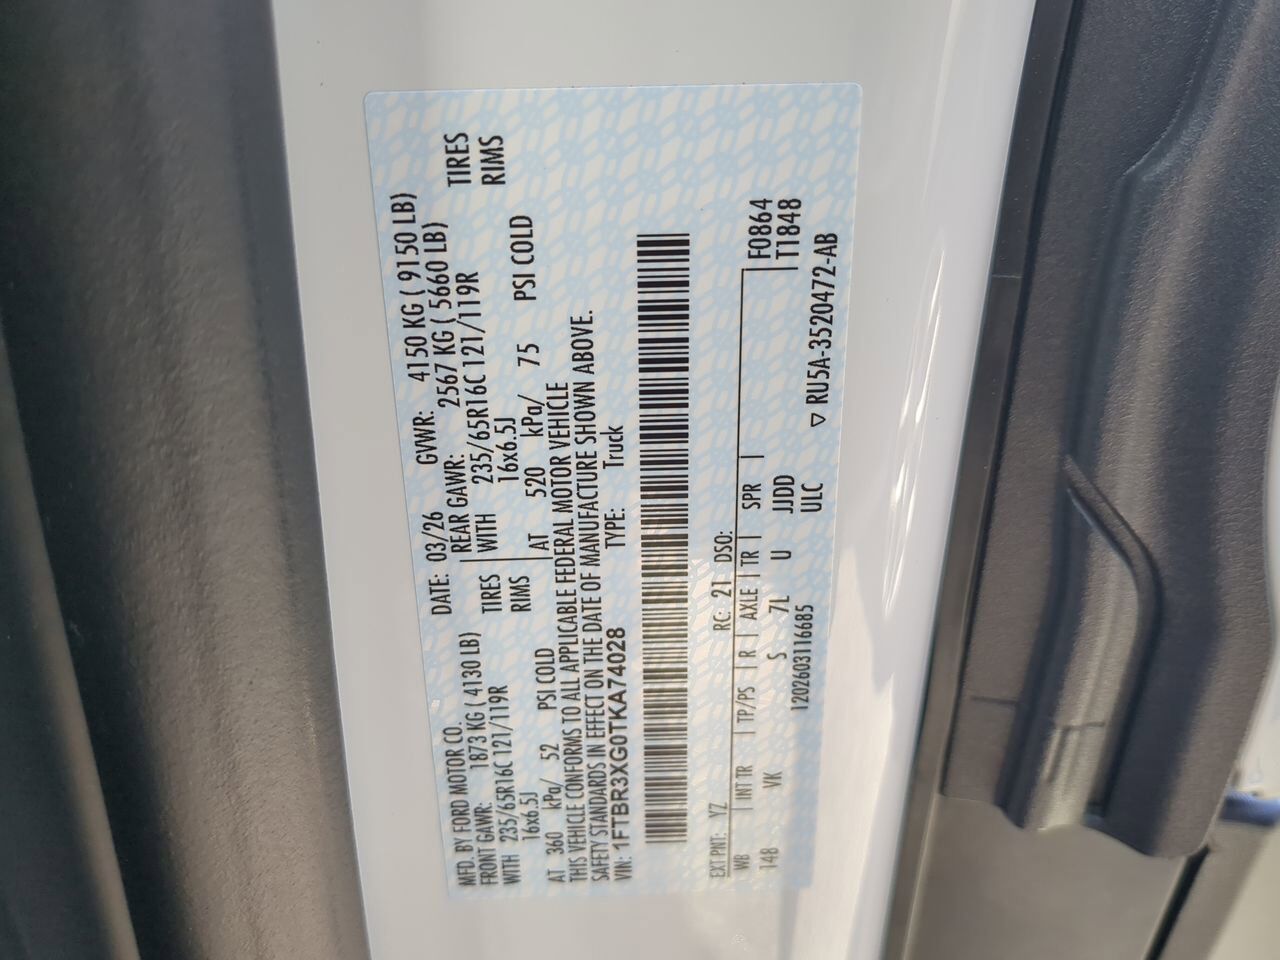 MFD. BY FORD MOTOR CO.
DATE: 03/26 GVWR: 4150 KG ( 9150 LB)
FRONT GAWR: 1873 KG ( 4130 LB) REAR GAWR: 2567 KG ( 5660 LB)
WITH 235/65R16C 121/119R TIRES WITH 235/65R16C 121/119R TIRES
16x6.5J RIMS 16x6.5J RIMS
AT 360 kPa/ 52 PSI COLD AT 520 kPa/ 75 PSI COLD
THIS VEHICLE CONFORMS TO ALL APPLICABLE FEDERAL MOTOR VEHICLE
SAFETY STANDARDS IN EFFECT ON THE DATE OF MANUFACTURE SHOWN ABOVE.
VIN: 1FTBR3XG0TKA74028 TYPE: Truck
EXT PNT: YZ RC: 21 DSO: F0864
WB INT TR TP/PS R AXLE TR SPR T1848
148 VK S 7L U JJDD
1202603116685 ULC ▽ RU5A-3520472-AB